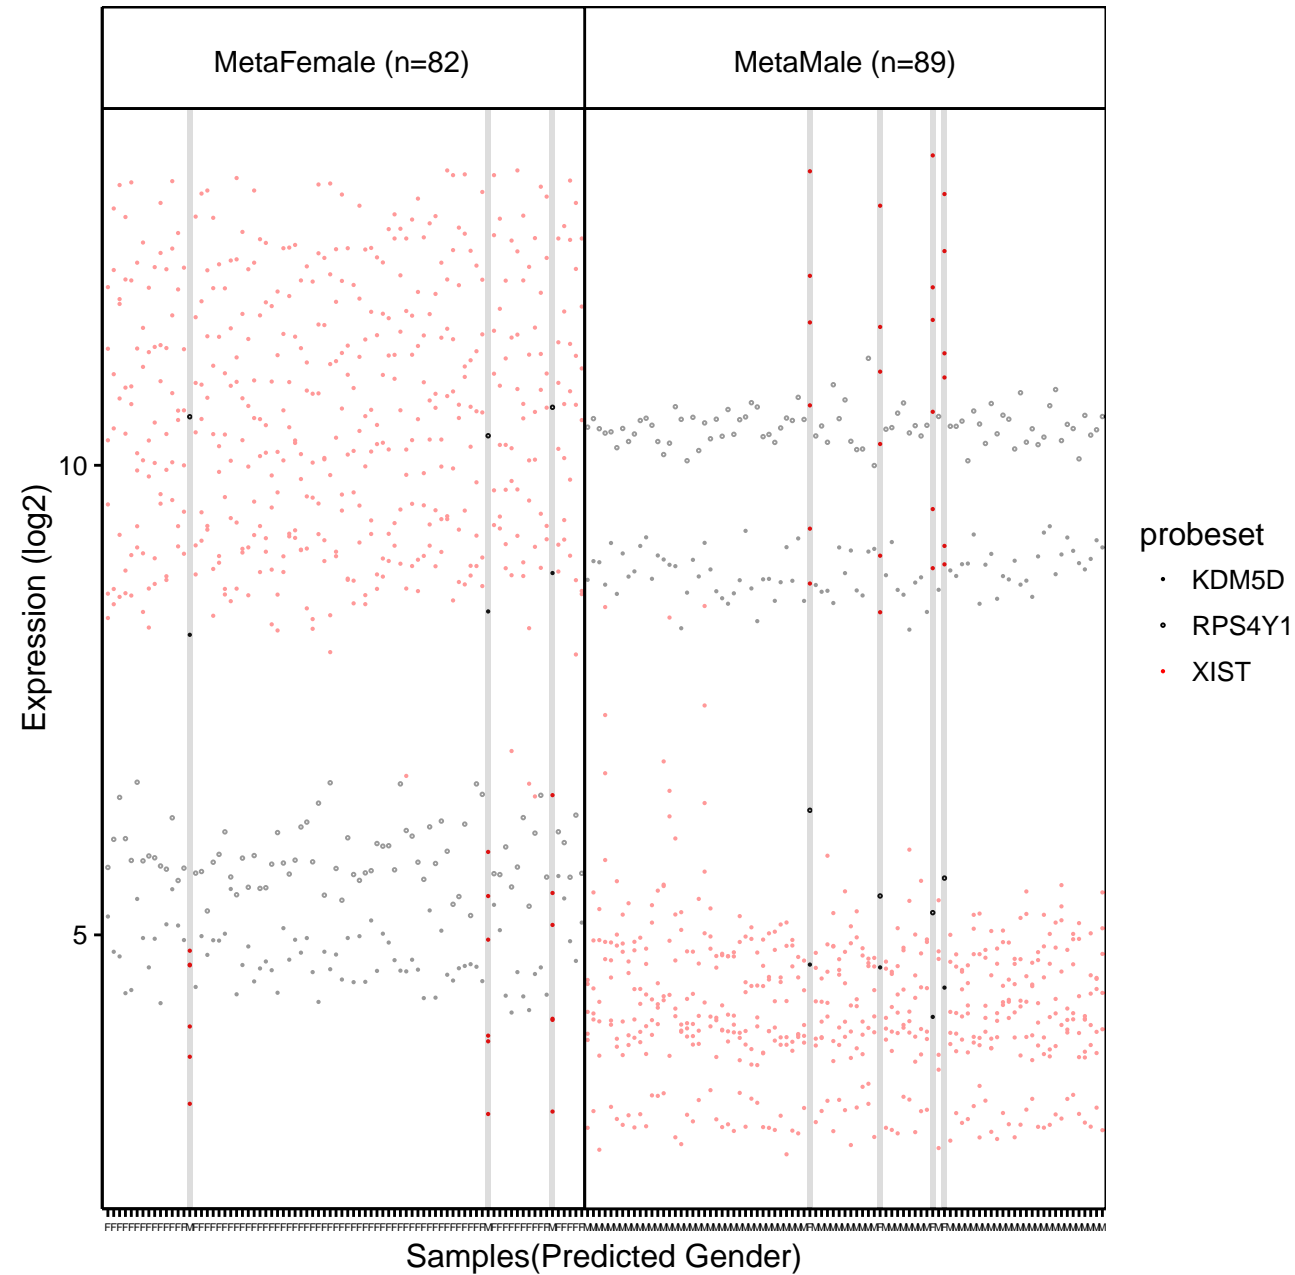 MetaFemale (n=82)
MetaMale (n=89)
Expression (log2)
10
5
probeset
KDM5D
RPS4Y1
XIST
Samples(Predicted Gender)